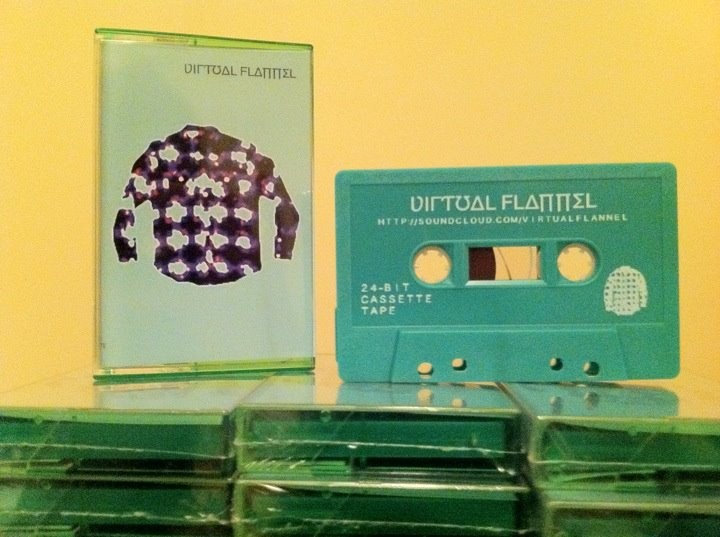 VIRTUAL FLANNEL
VIRTUAL FLANNEL
HTTP://SOUNDCLOUD.COM/VIRTUALFLANNEL
24-BIT
CASSETTE
TAPE